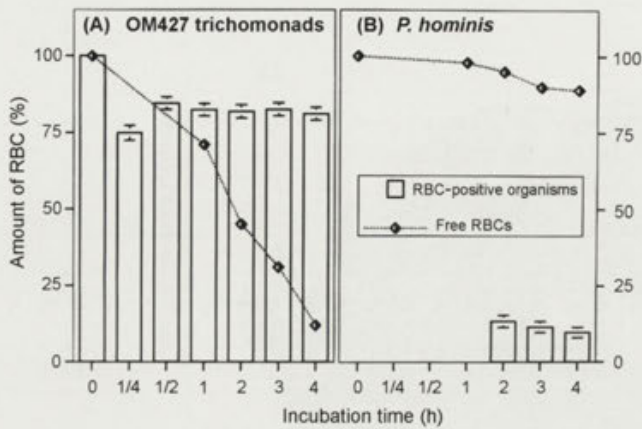 (A) OM427 trichomonads
(B) P. hominis
Amount of RBC (%)
100
75
50
25
0
100
75
50
25
0
RBC-positive organisms
Free RBCs
0 1/4 1/2 1 2 3 4
0 1/4 1/2 1 2 3 4
Incubation time (h)